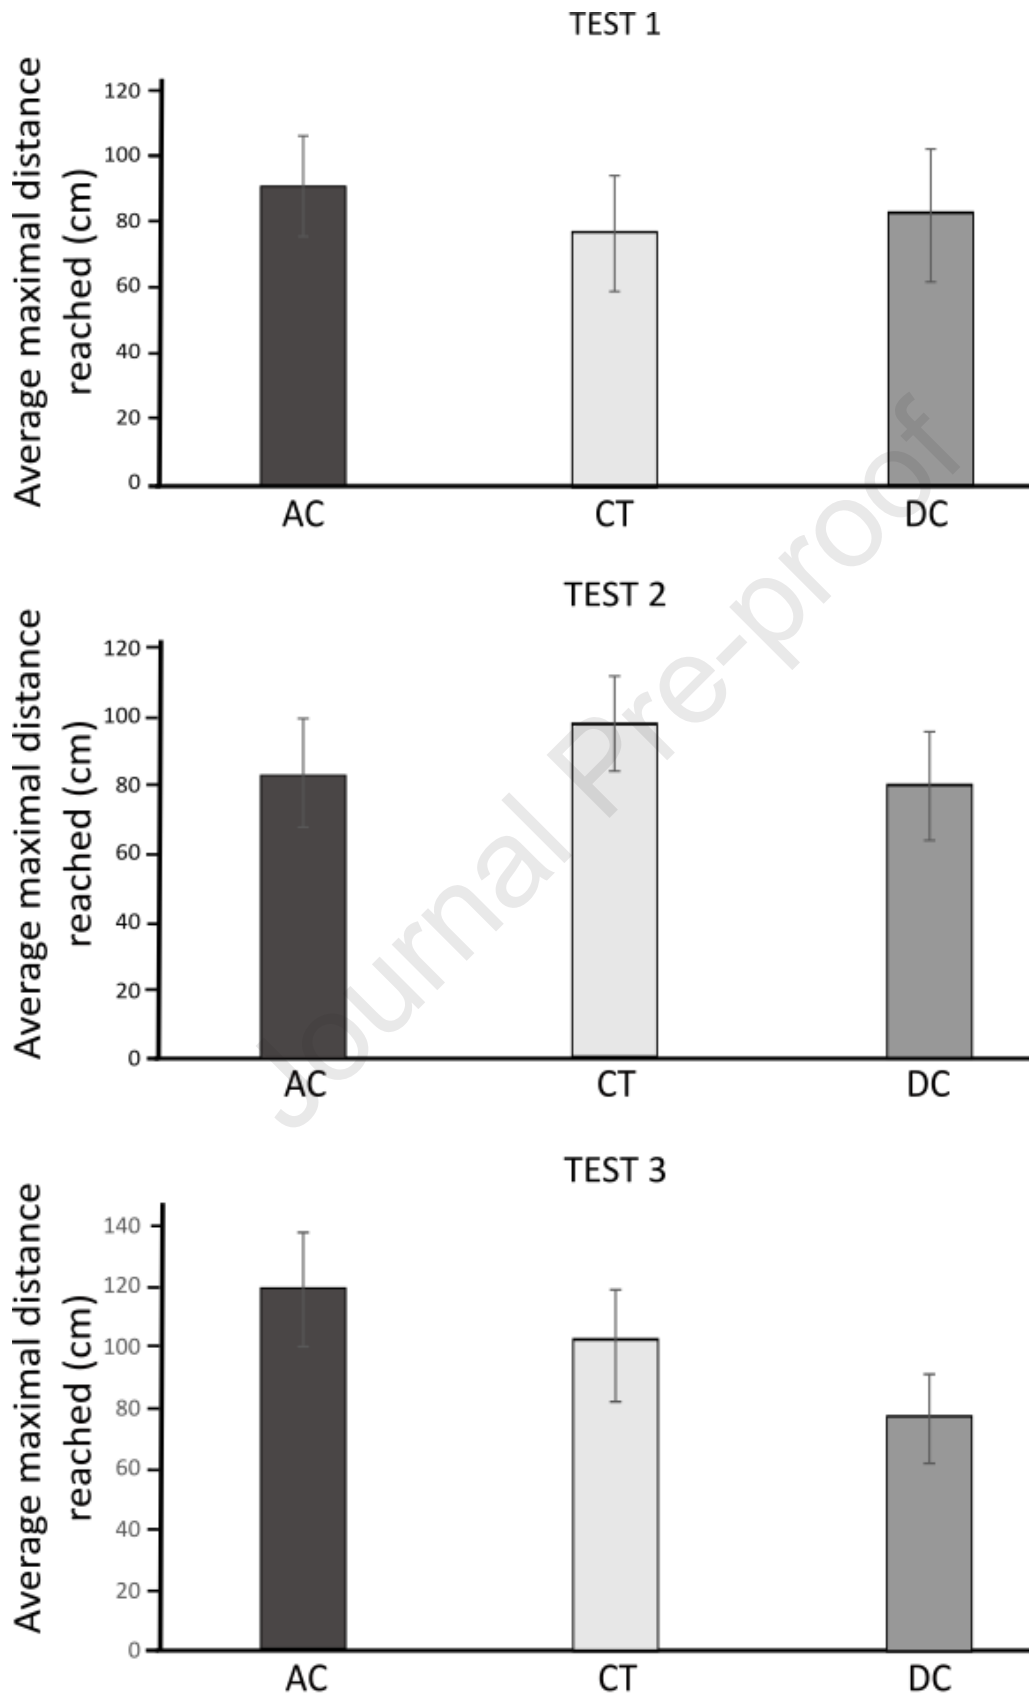 TEST 1
Average maximal distance
reached (cm)
120
100
80
60
40
20
0
AC CT DC
TEST 2
Average maximal distance
reached (cm)
120
100
80
60
40
20
0
AC CT DC
TEST 3
Average maximal distance
reached (cm)
140
120
100
80
60
40
20
0
AC CT DC
Journal Pre-proof